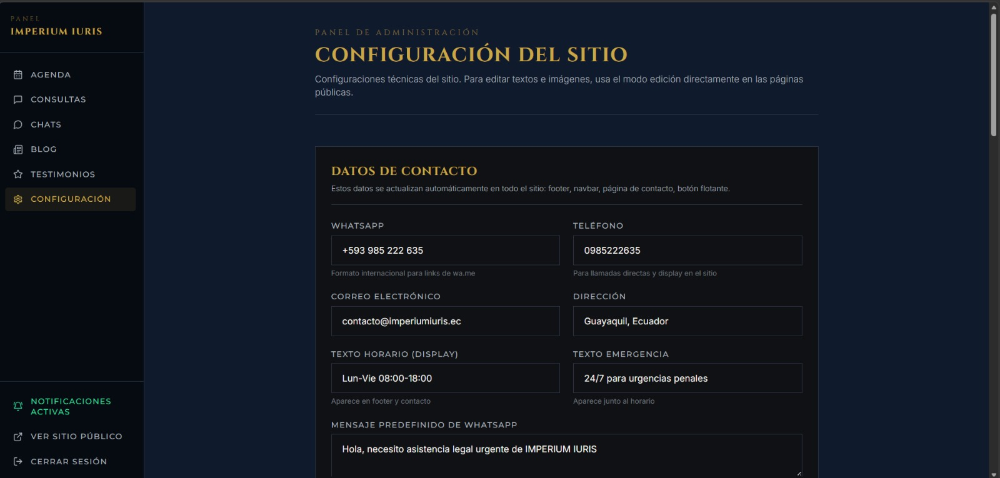 PANEL
IMPERIUM IURIS
AGENDA
CONSULTAS
CHATS
BLOG
TESTIMONIOS
CONFIGURACIÓN
NOTIFICACIONES
ACTIVAS
VER SITIO PÚBLICO
CERRAR SESIÓN
PANEL DE ADMINISTRACIÓN
CONFIGURACIÓN DEL SITIO
Configuraciones técnicas del sitio. Para editar textos e imágenes, usa el modo edición directamente en las páginas
públicas.
DATOS DE CONTACTO
Estos datos se actualizan automáticamente en todo el sitio: footer, navbar, página de contacto, botón flotante.
WHATSAPP
+593 985 222 635
Formato internacional para links de wa.me
TELÉFONO
0985222635
Para llamadas directas y display en el sitio
CORREO ELECTRÓNICO
contacto@imperiumiuris.ec
DIRECCIÓN
Guayaquil, Ecuador
TEXTO HORARIO (DISPLAY)
Lun-Vie 08:00-18:00
Aparece en footer y contacto
TEXTO EMERGENCIA
24/7 para urgencias penales
Aparece junto al horario
MENSAJE PREDEFINIDO DE WHATSAPP
Hola, necesito asistencia legal urgente de IMPERIUM IURIS